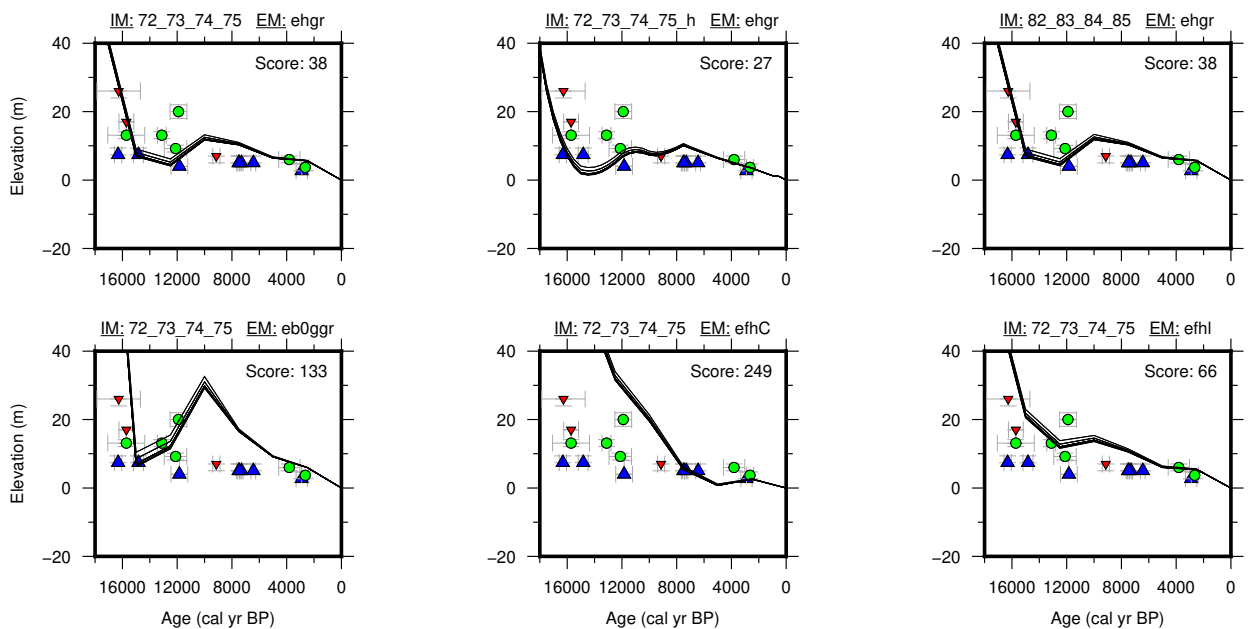 IM: 72_73_74_75 EM: ehgr
IM: 72_73_74_75_h EM: ehgr
IM: 82_83_84_85 EM: ehgr
Score: 38
Score: 27
Score: 38
40
20
0
−20
Elevation (m)
16000 12000 8000 4000 0
40
20
0
−20
16000 12000 8000 4000 0
40
20
0
−20
16000 12000 8000 4000 0
IM: 72_73_74_75 EM: eb0ggr
IM: 72_73_74_75 EM: efhC
IM: 72_73_74_75 EM: efhl
Score: 133
Score: 249
Score: 66
40
20
0
−20
Elevation (m)
16000 12000 8000 4000 0
Age (cal yr BP)
40
20
0
−20
16000 12000 8000 4000 0
Age (cal yr BP)
40
20
0
−20
16000 12000 8000 4000 0
Age (cal yr BP)